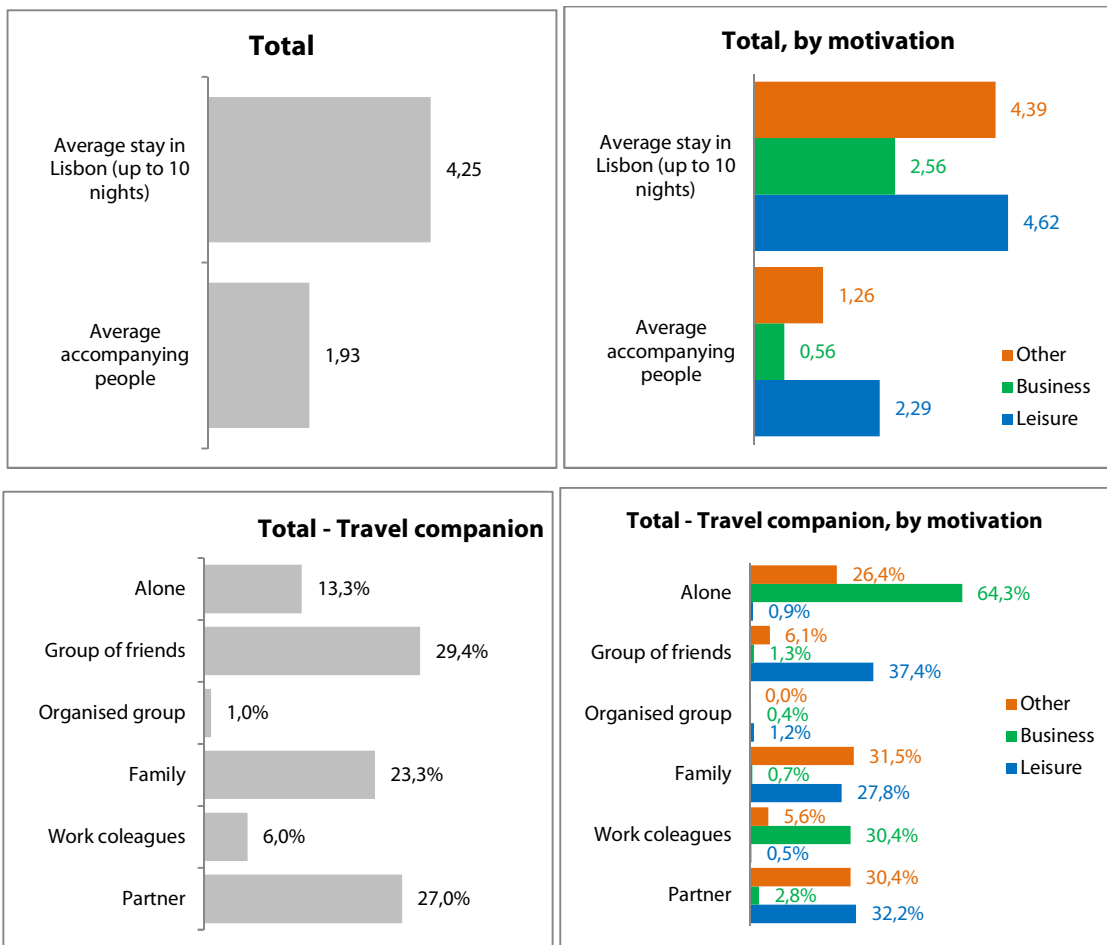 Total
Average stay in
Lisbon (up to 10
nights)
4,25
Average
accompanying
people
1,93
Total, by motivation
Average stay in
Lisbon (up to 10
nights)
4,39
2,56
4,62
Average
accompanying
people
1,26
0,56
2,29
Other
Business
Leisure
Total - Travel companion
Alone
13,3%
Group of friends
29,4%
Organised group
1,0%
Family
23,3%
Work coleagues
6,0%
Partner
27,0%
Total - Travel companion, by motivation
Alone
26,4%
64,3%
0,9%
Group of friends
6,1%
1,3%
37,4%
Organised group
0,0%
0,4%
1,2%
Family
31,5%
0,7%
27,8%
Work coleagues
5,6%
30,4%
0,5%
Partner
30,4%
2,8%
32,2%
Other
Business
Leisure